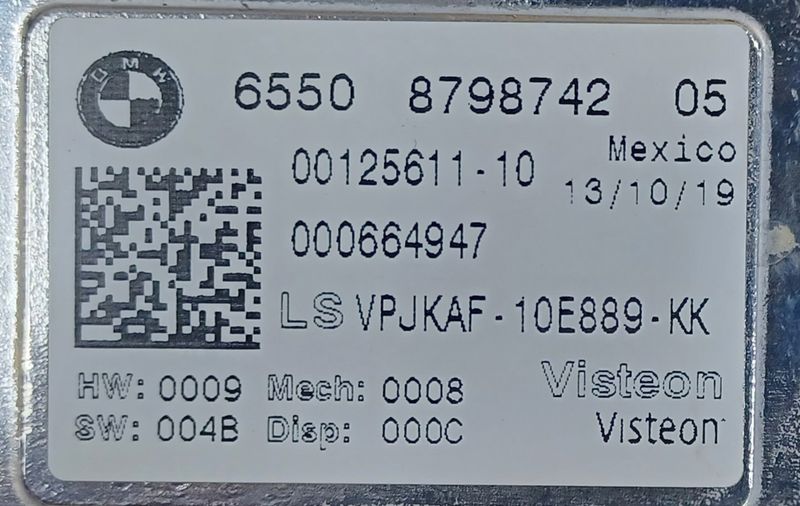 BMW
6550 8798742 05
00125611-10 Mexico
13/10/19
000664947
LS VPJKAF-10E889-KK
HW: 0009 Mech: 0008 Visteon
SW: 004B Disp: 000C Visteon